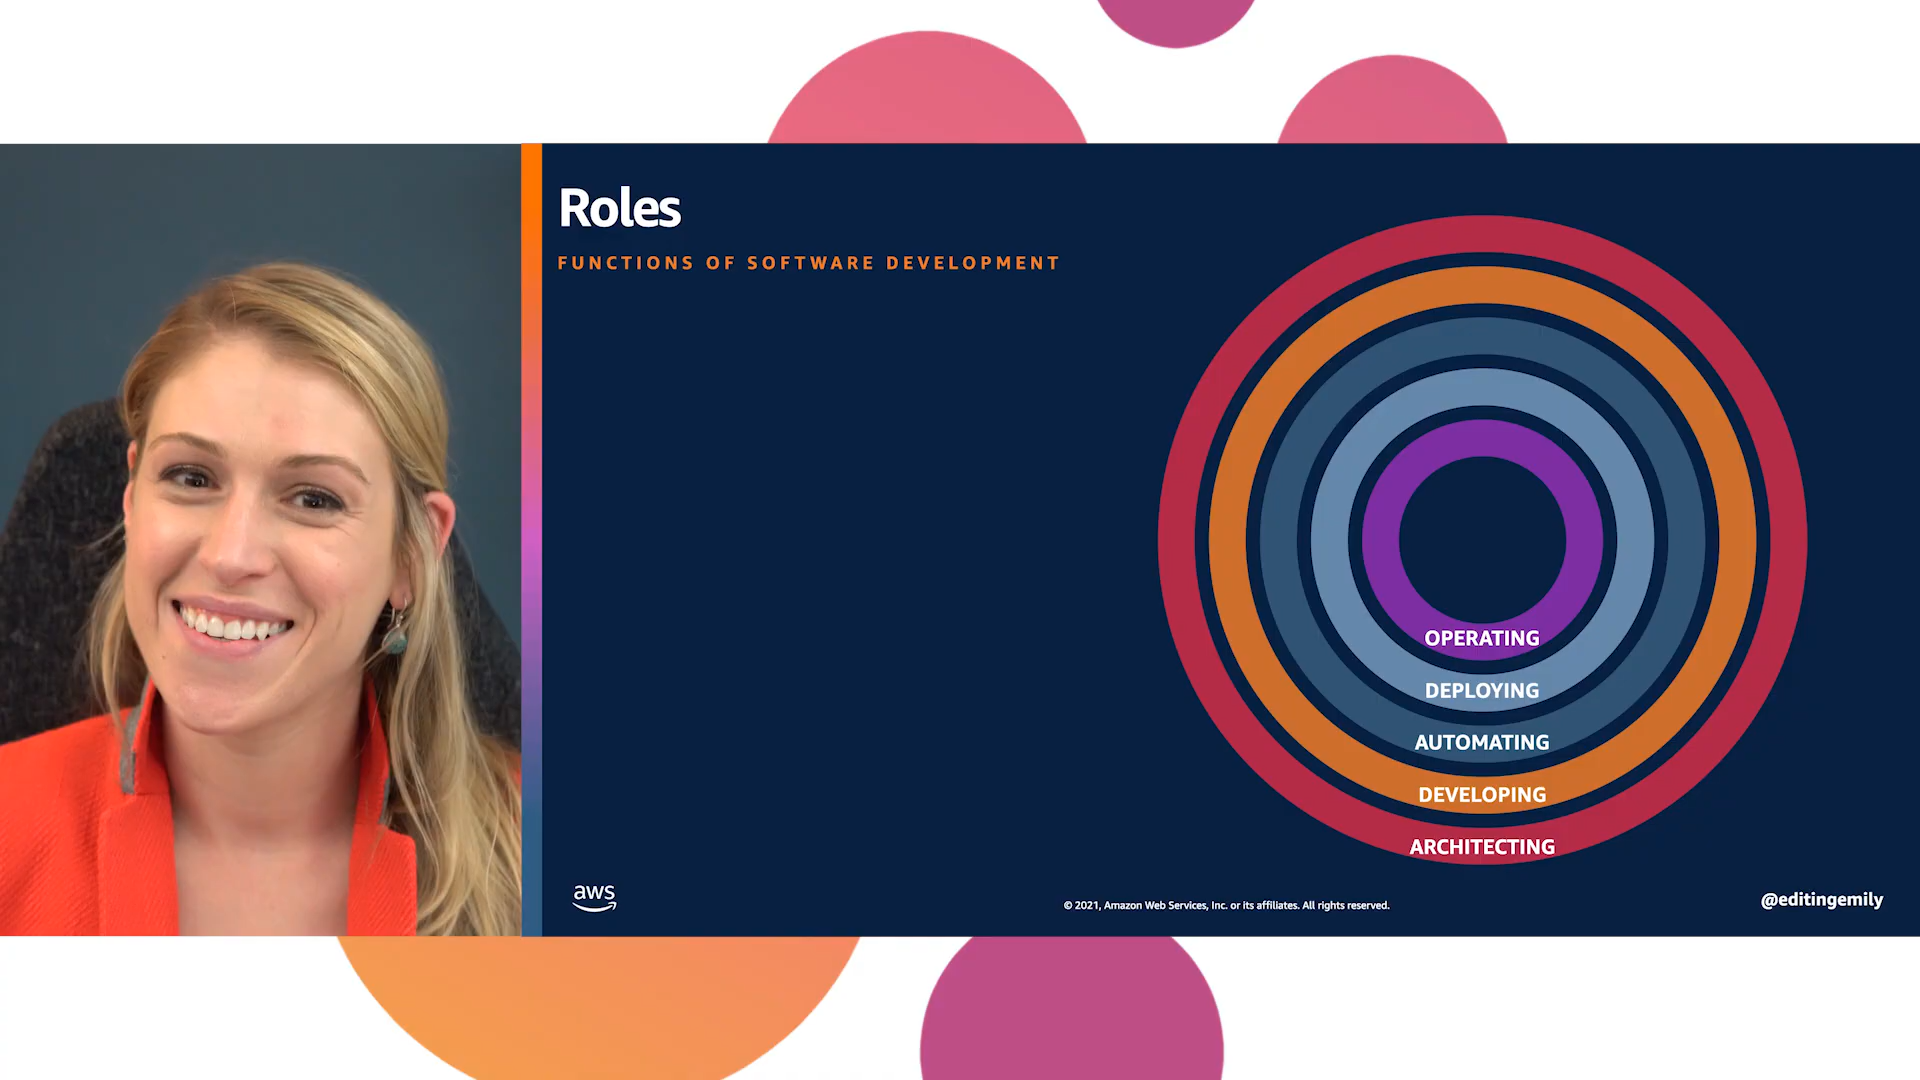 Roles
FUNCTIONS OF SOFTWARE DEVELOPMENT
OPERATING
DEPLOYING
AUTOMATING
DEVELOPING
ARCHITECTING
aws
© 2021, Amazon Web Services, Inc. or its affiliates. All rights reserved.
@editingemily